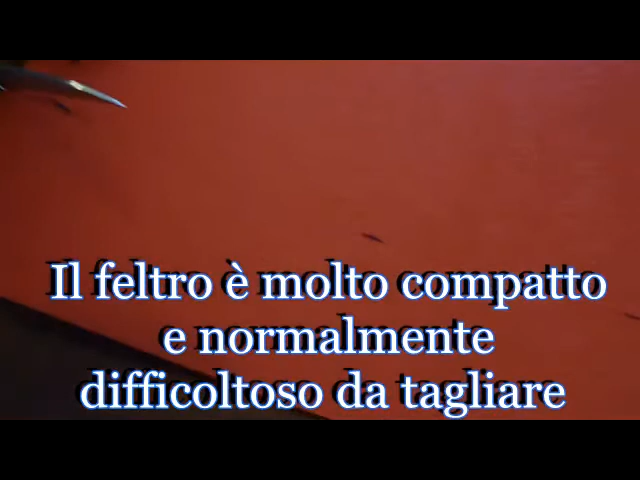 Il feltro è molto compatto
e normalmente
difficoltoso da tagliare